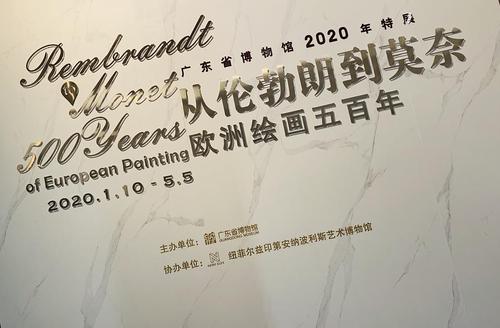 Rembrandt
Monet
500 Years
of European Painting
2020.1.10 - 5.5
广东省博物馆 2020 年特展
从伦勃朗到莫奈
欧洲绘画五百年
主办单位： 广东省博物馆
GUANGDONG MUSEUM
协办单位： 纽菲尔兹印第安纳波利斯艺术博物馆